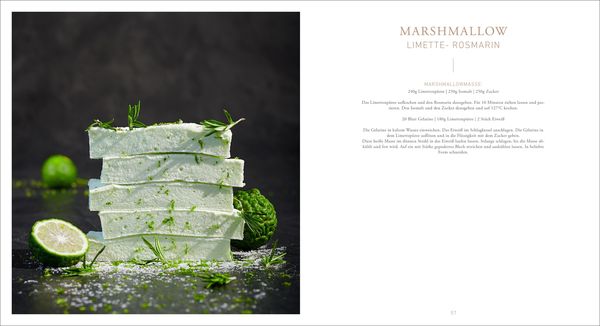 MARSHMALLOW
LIMETTE- ROSMARIN
MARSHMALLOWMASSE
240g Limettenpüree | 250g Isomalt | 250g Zucker
Das Limettenpüree aufkochen und den Rosmarin dazugeben. Für 10 Minuten ziehen lassen und pas-
sieren. Den Isomalt und den Zucker dazugeben und auf 127°C kochen.
20 Blatt Gelatine | 100g Limettenpüree | 2 Stück Eiweiß
Die Gelatine in kaltem Wasser einweichen. Das Eiweiß im Schlagkessel anschlagen. Die Gelatine in
dem Limettenpüree auflösen und in die Flüssigkeit mit dem Zucker geben.
Diese heiße Masse im dünnen Strahl in das Eiweiß laufen lassen. Solange schlagen, bis die Masse ab-
kühlt und fest wird. Auf ein mit Stärke gepudertes Blech streichen und auskühlen lassen. In beliebte
Form schneiden.